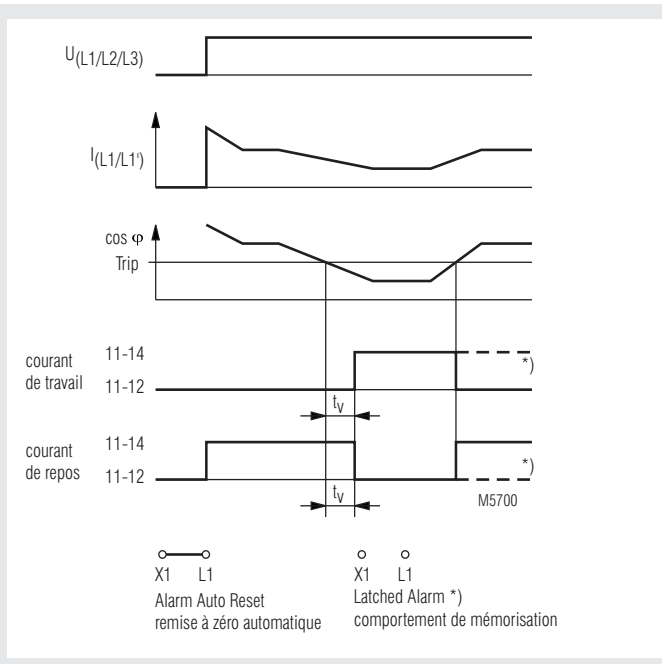 U(L1/L2/L3)
I(L1/L1')
cos φ
Trip
courant
de travail
11-14
11-12
*)
tv
courant
de repos
11-14
11-12
*)
tv
M5700
X1 L1
Alarm Auto Reset
remise à zéro automatique
X1 L1
Latched Alarm *)
comportement de mémorisation